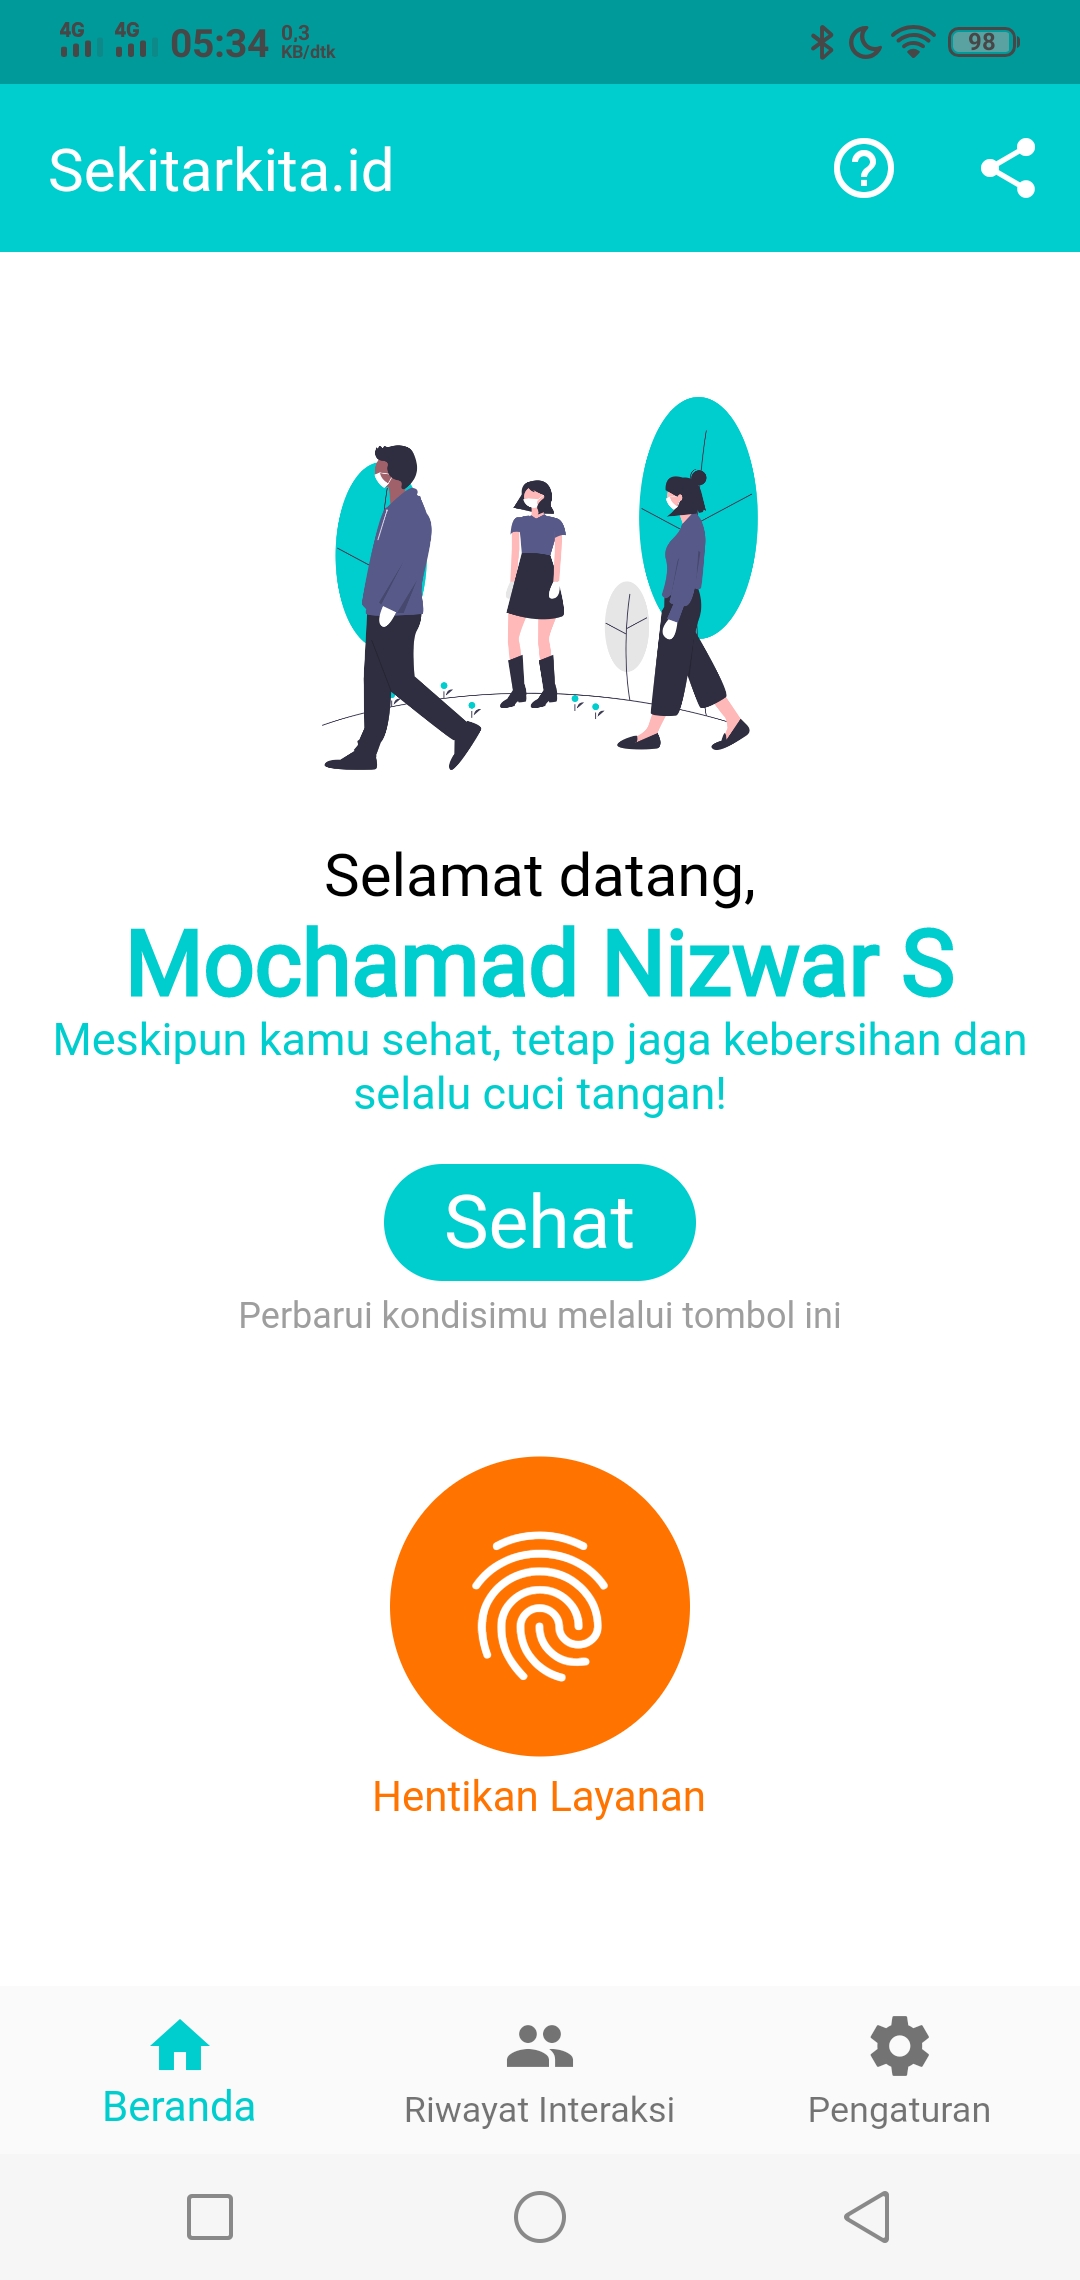 4G 4G 05:34 0,3
KB/dtk
98
Sekitarkita.id
Selamat datang,
Mochamad Nizwar S
Meskipun kamu sehat, tetap jaga kebersihan dan
selalu cuci tangan!
Sehat
Perbarui kondisimu melalui tombol ini
Hentikan Layanan
Beranda
Riwayat Interaksi
Pengaturan